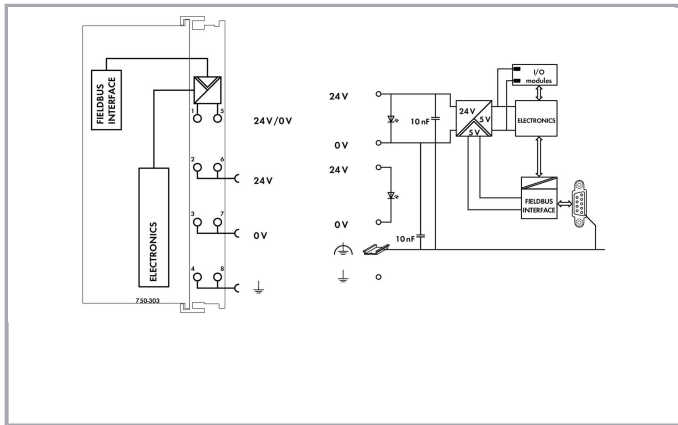 FIELDBUS
INTERFACE
ELECTRONICS
1
5
24V/0V
2
6
24V
3
7
0V
4
8
750-303
24V
0V
24V
0V
10nF
10nF
24V
5V
5V
I/O
modules
ELECTRONICS
FIELDBUS
INTERFACE